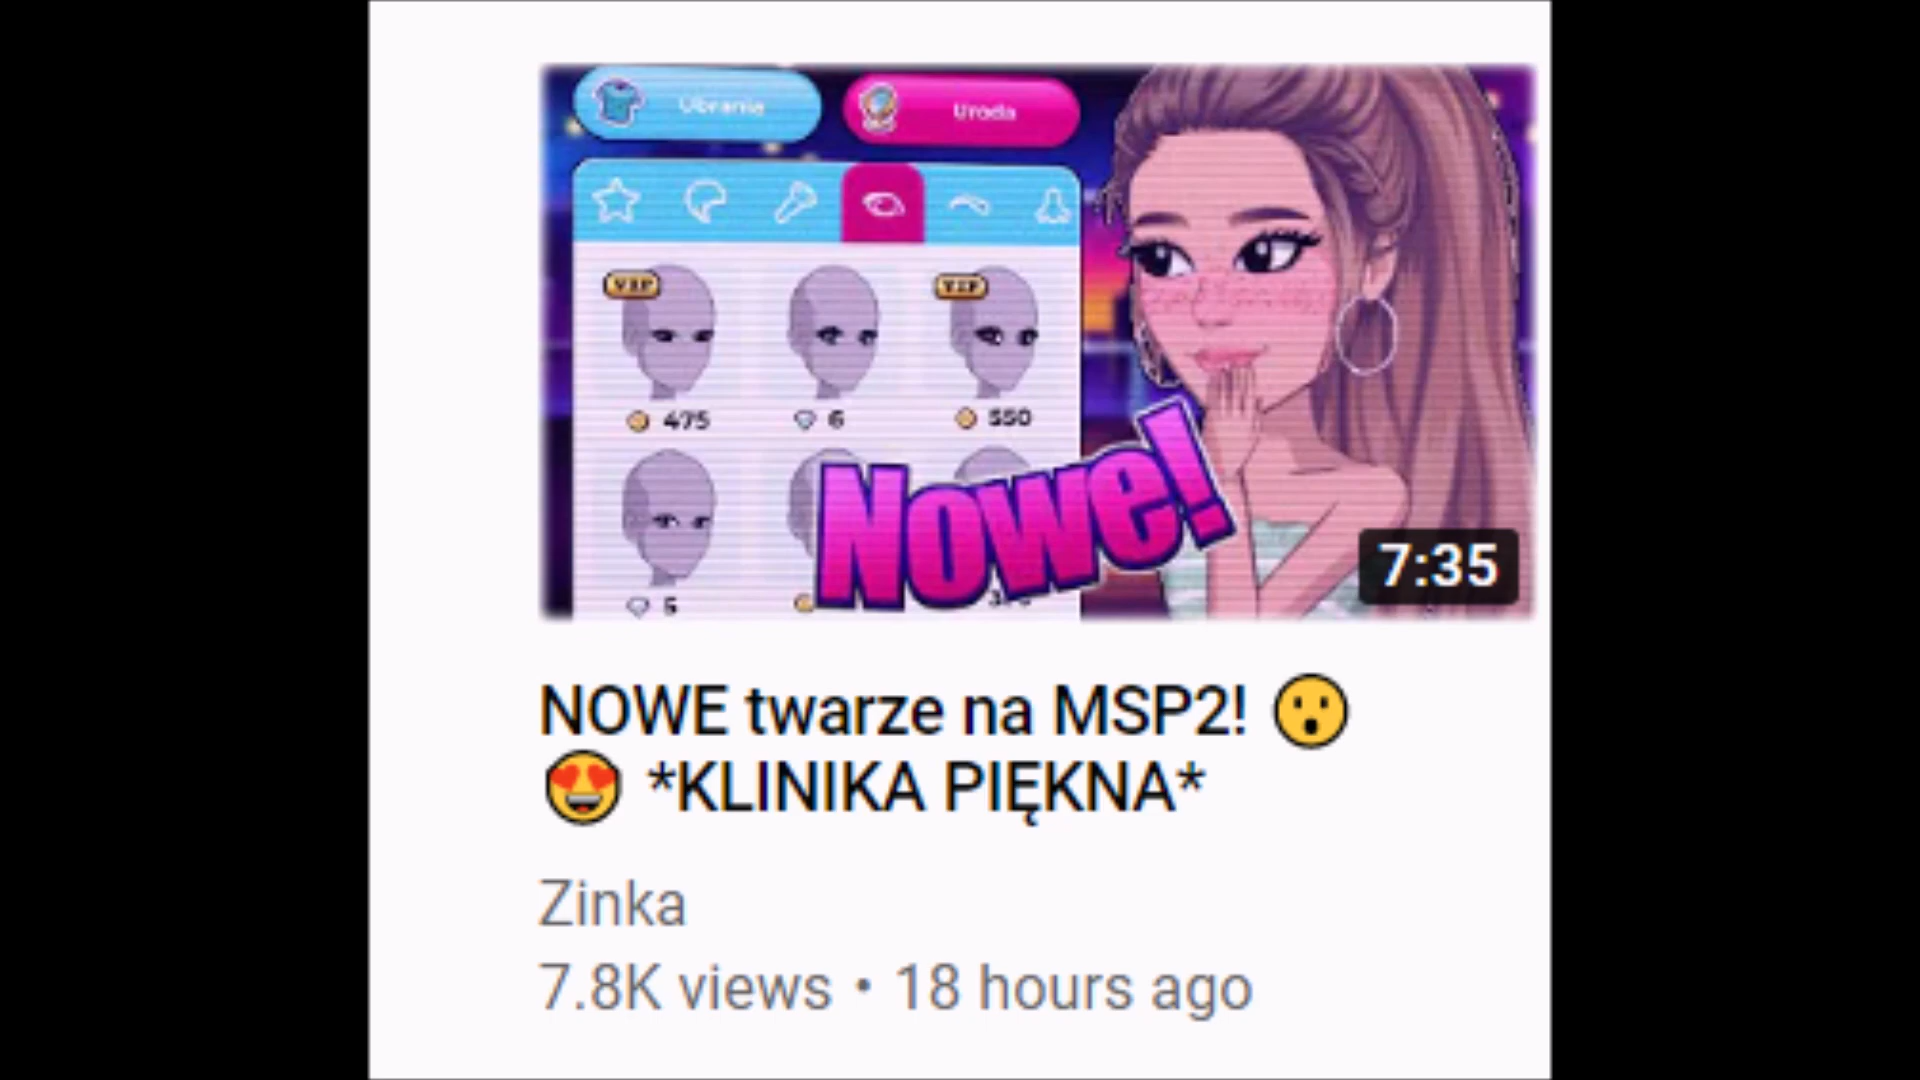 Ubrania
Uroda
VIP
VIP
475
6
550
5
Nowe!
7:35
NOWE twarze na MSP2! 😮
😍 *KLINIKA PIĘKNA*
Zinka
7.8K views • 18 hours ago